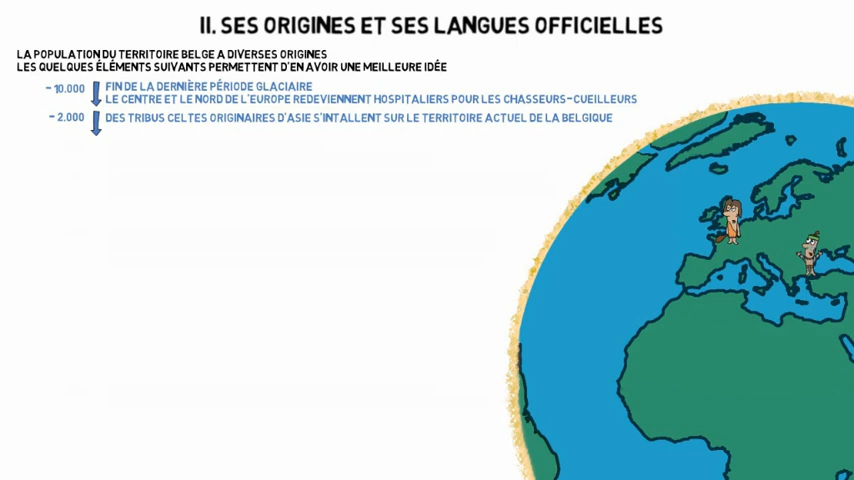 II. SES ORIGINES ET SES LANGUES OFFICIELLES
LA POPULATION DU TERRITOIRE BELGE A DIVERSES ORIGINES
LES QUELQUES ÉLÉMENTS SUIVANTS PERMETTENT D'EN AVOIR UNE MEILLEURE IDÉE
- 10.000 FIN DE LA DERNIÈRE PÉRIODE GLACIAIRE
LE CENTRE ET LE NORD DE L'EUROPE REDEVIENNENT HOSPITALIERS POUR LES CHASSEURS-CUEILLEURS
- 2.000 DES TRIBUS CELTES ORIGINAIRES D'ASIE S'INTALLENT SUR LE TERRITOIRE ACTUEL DE LA BELGIQUE